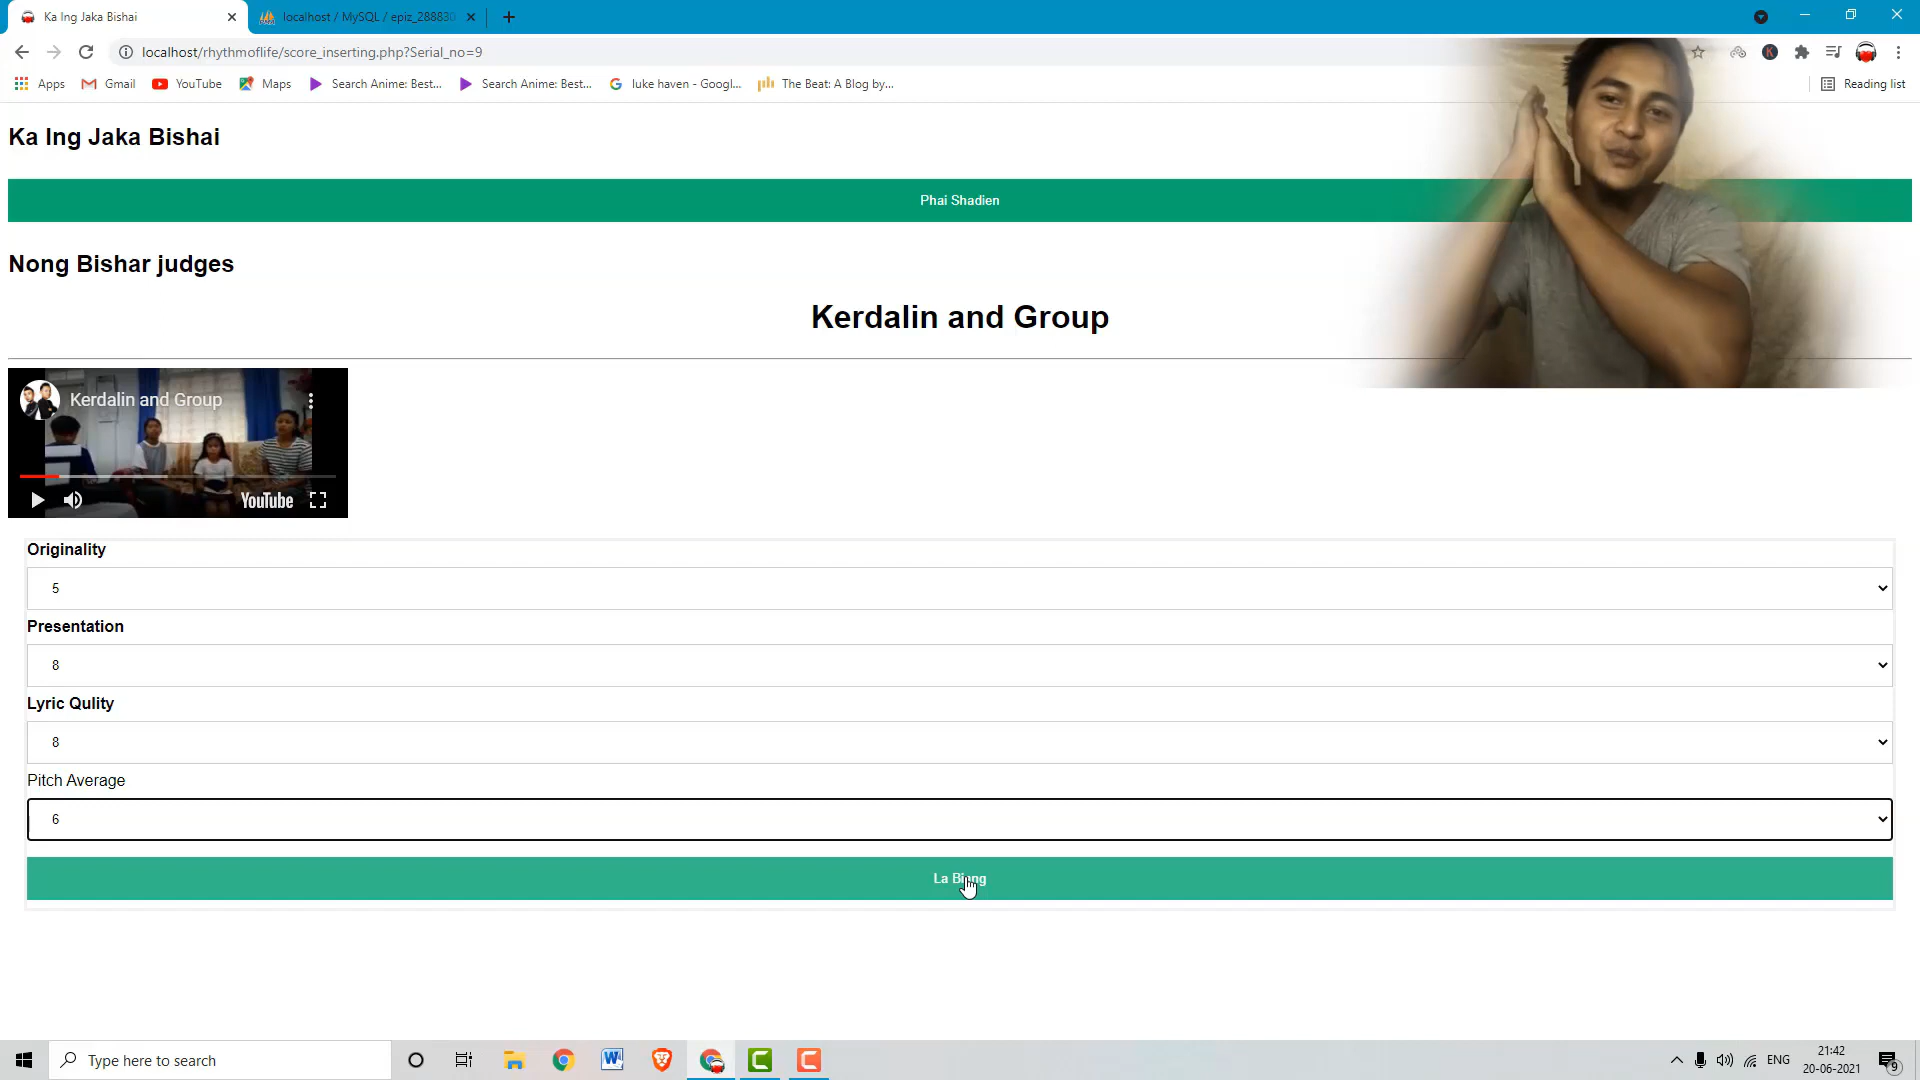 Ka Ing Jaka Bishai
localhost / MySQL / epiz_288830
localhost/rhythmoflife/score_inserting.php?Serial_no=9
Apps
Gmail
YouTube
Maps
Search Anime: Best...
Search Anime: Best...
luke haven - Googl...
The Beat: A Blog by...
Reading list
Ka Ing Jaka Bishai
Phai Shadien
Nong Bishar judges
Kerdalin and Group
Kerdalin and Group
YouTube
Originality
5
Presentation
8
Lyric Qulity
8
Pitch Average
6
La
Type here to search
ENG
21:42
20-06-2021
9